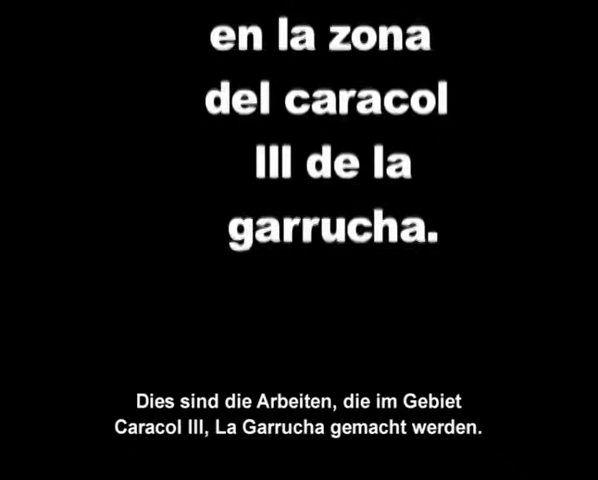 en la zona
del caracol
III de la
garrucha.
Dies sind die Arbeiten, die im Gebiet
Caracol III, La Garrucha gemacht werden.